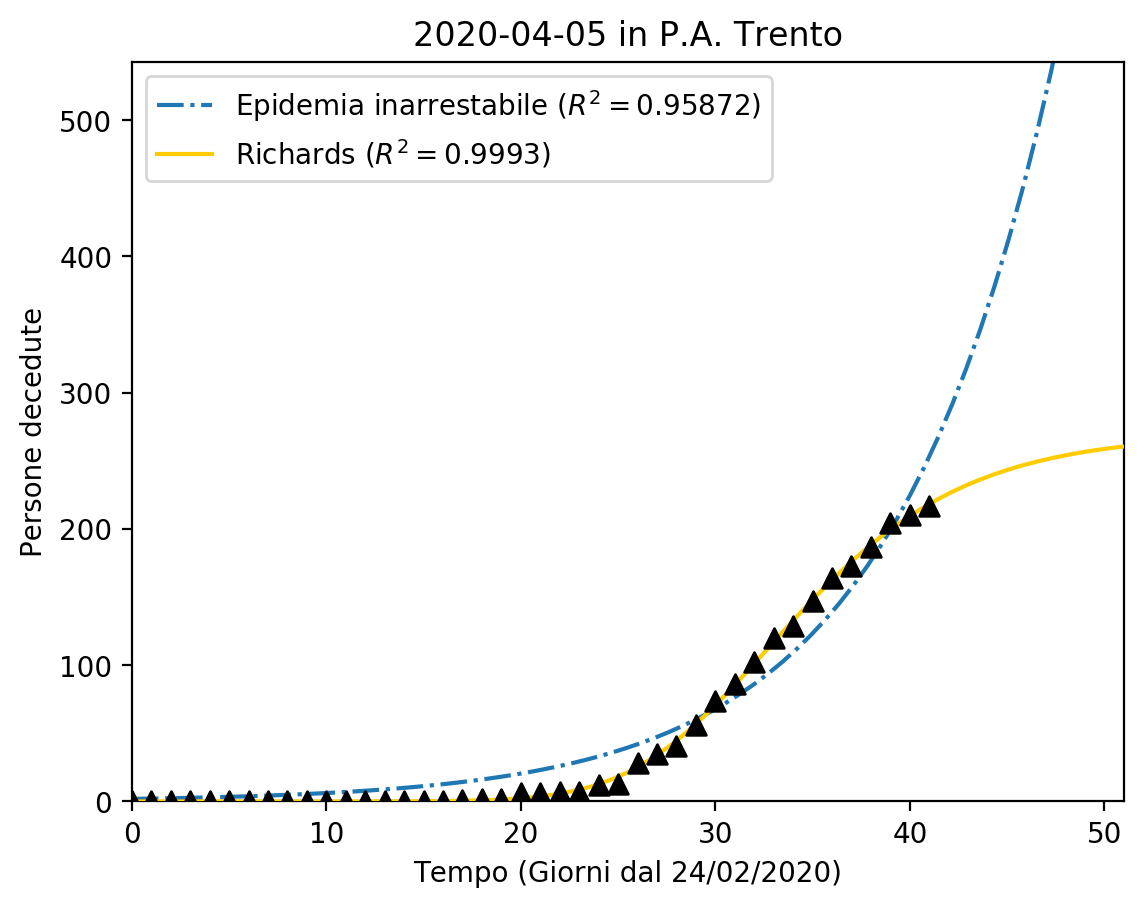 2020-04-05 in P.A. Trento
Epidemia inarrestabile (R² = 0.95872)
Richards (R² = 0.9993)
500
400
300
200
100
0
Persone decedute
0 10 20 30 40 50
Tempo (Giorni dal 24/02/2020)